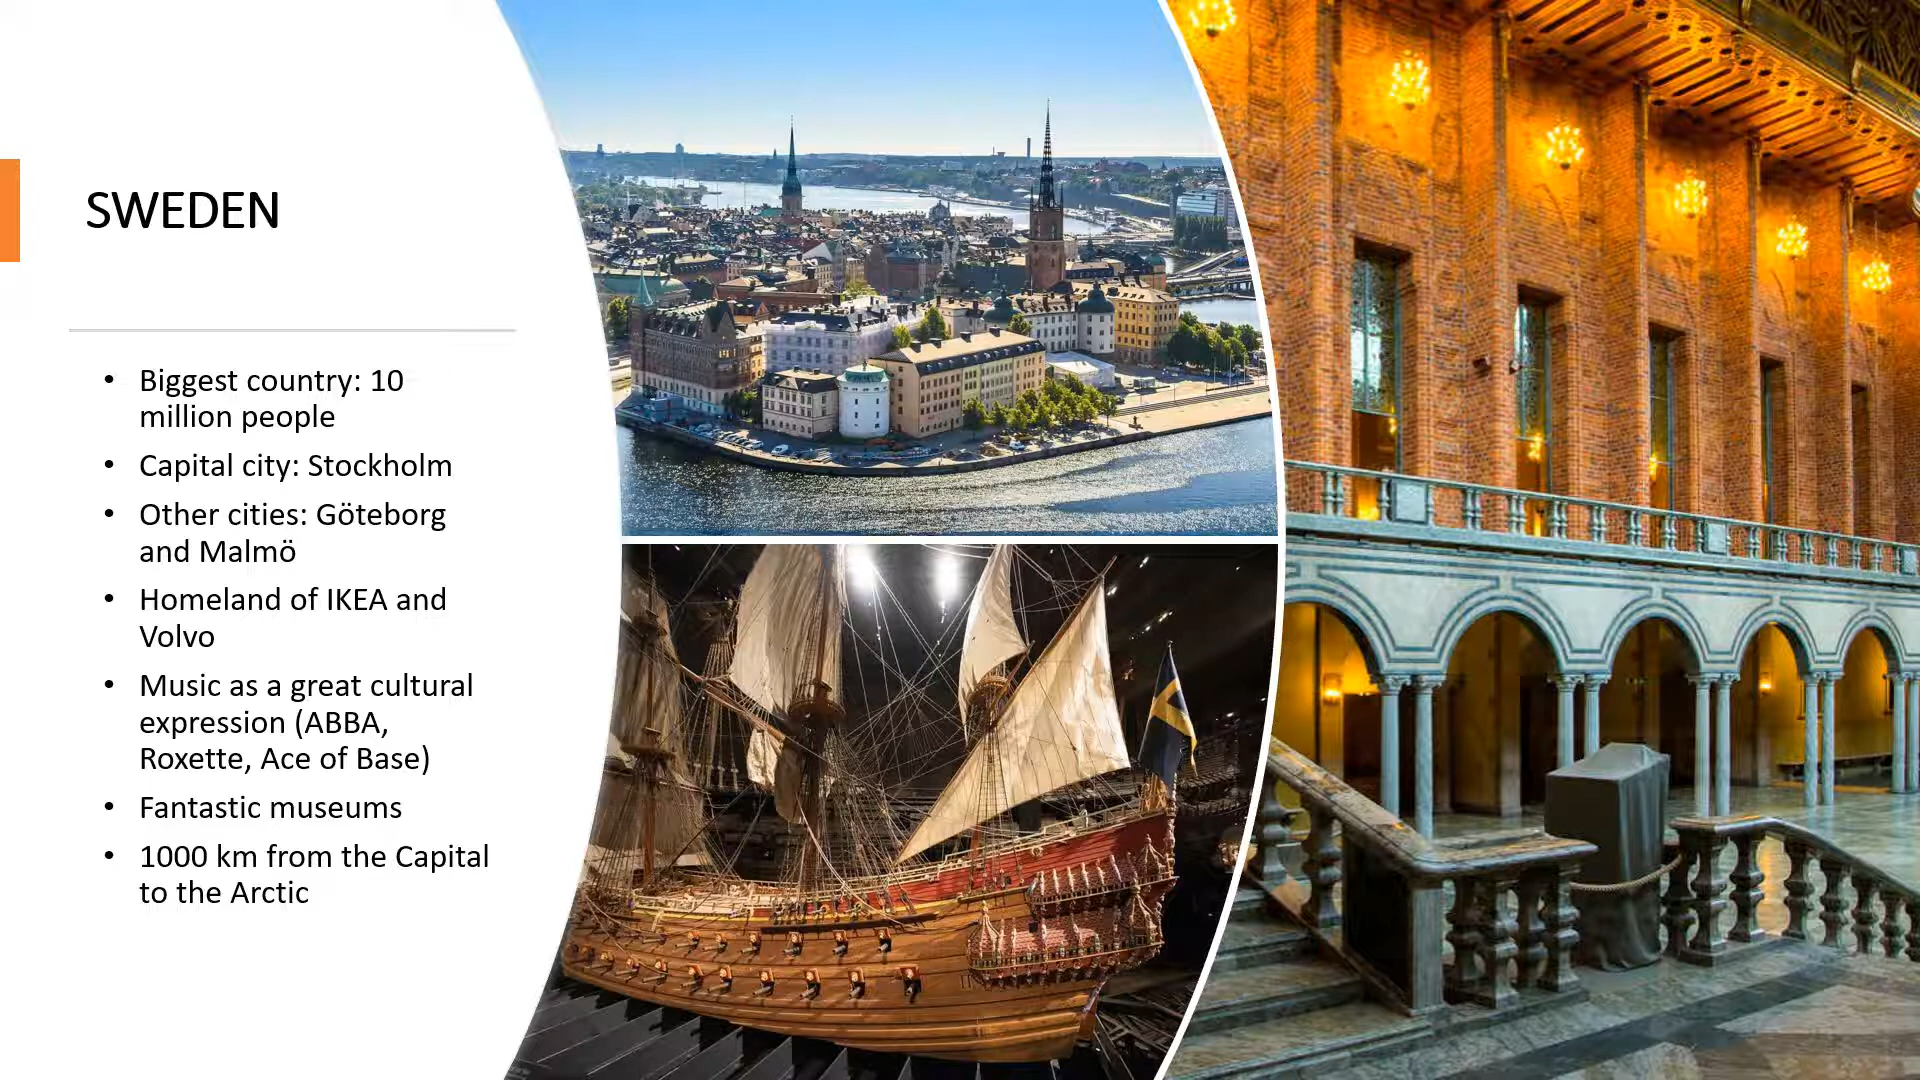 SWEDEN
• Biggest country: 10
million people
• Capital city: Stockholm
• Other cities: Göteborg
and Malmö
• Homeland of IKEA and
Volvo
• Music as a great cultural
expression (ABBA,
Roxette, Ace of Base)
• Fantastic museums
• 1000 km from the Capital
to the Arctic